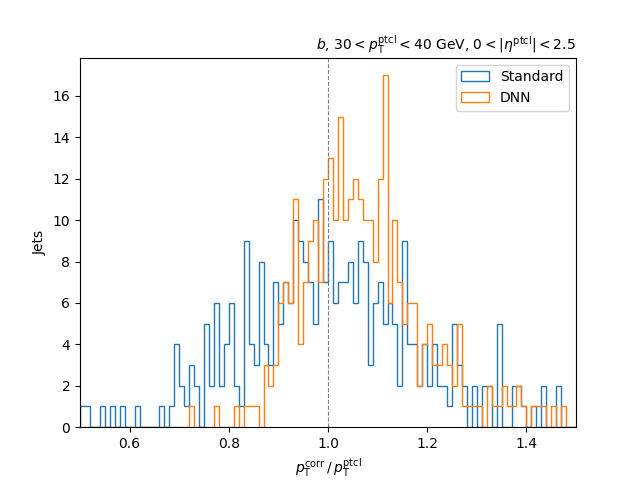 b, 30 < p_T^ptcl < 40 GeV, 0 < |η^ptcl| < 2.5
Standard
DNN
16
14
12
10
8
6
4
2
0
Jets
0.6 0.8 1.0 1.2 1.4
p_T^corr / p_T^ptcl